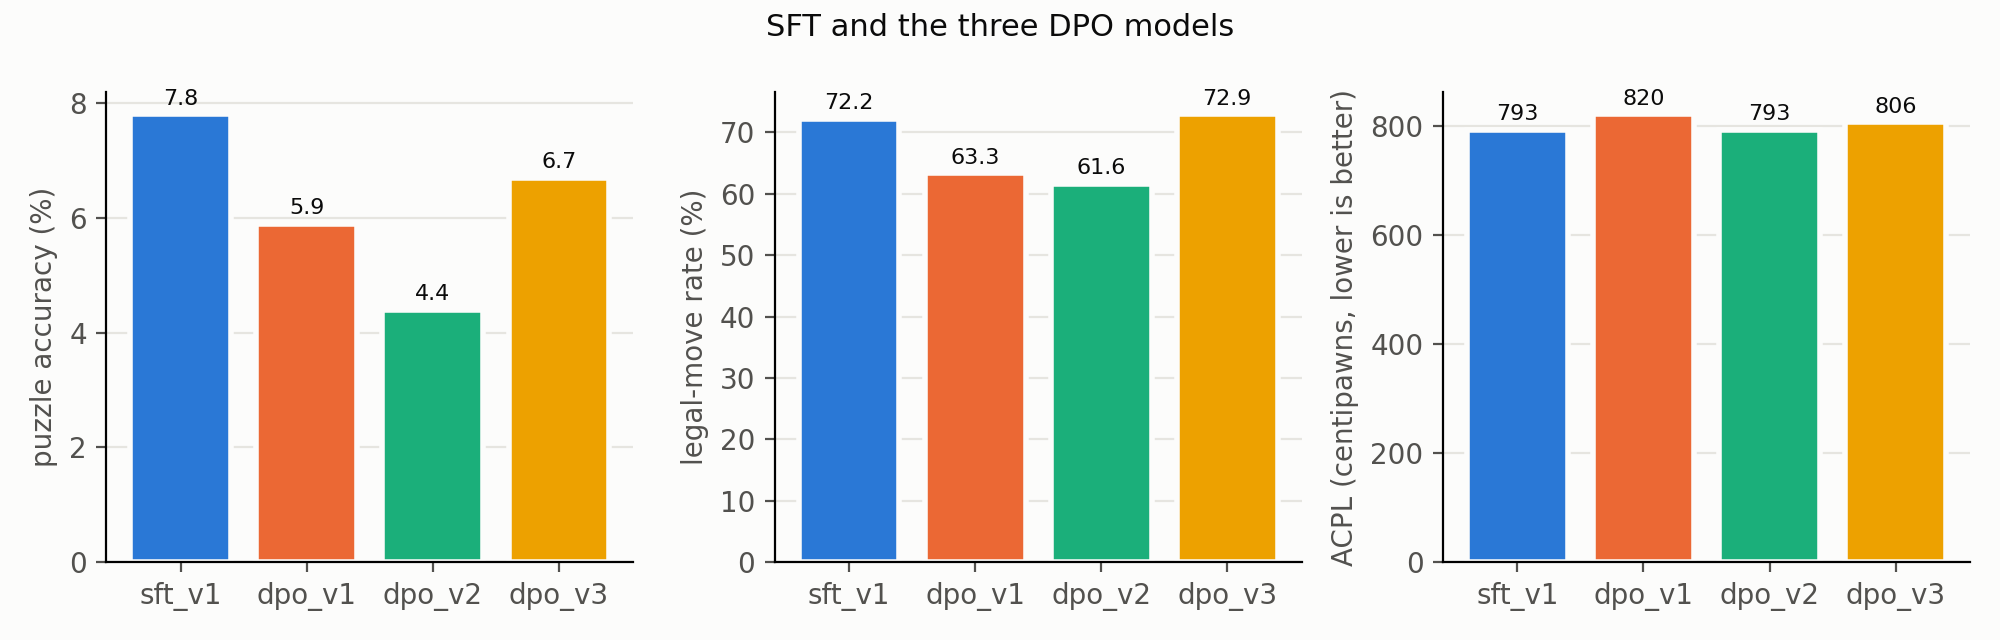 SFT and the three DPO models
puzzle accuracy (%)
8
6
4
2
0
7.8
5.9
4.4
6.7
sft_v1
dpo_v1
dpo_v2
dpo_v3
legal-move rate (%)
70
60
50
40
30
20
10
0
72.2
63.3
61.6
72.9
sft_v1
dpo_v1
dpo_v2
dpo_v3
ACPL (centipawns, lower is better)
800
600
400
200
0
793
820
793
806
sft_v1
dpo_v1
dpo_v2
dpo_v3